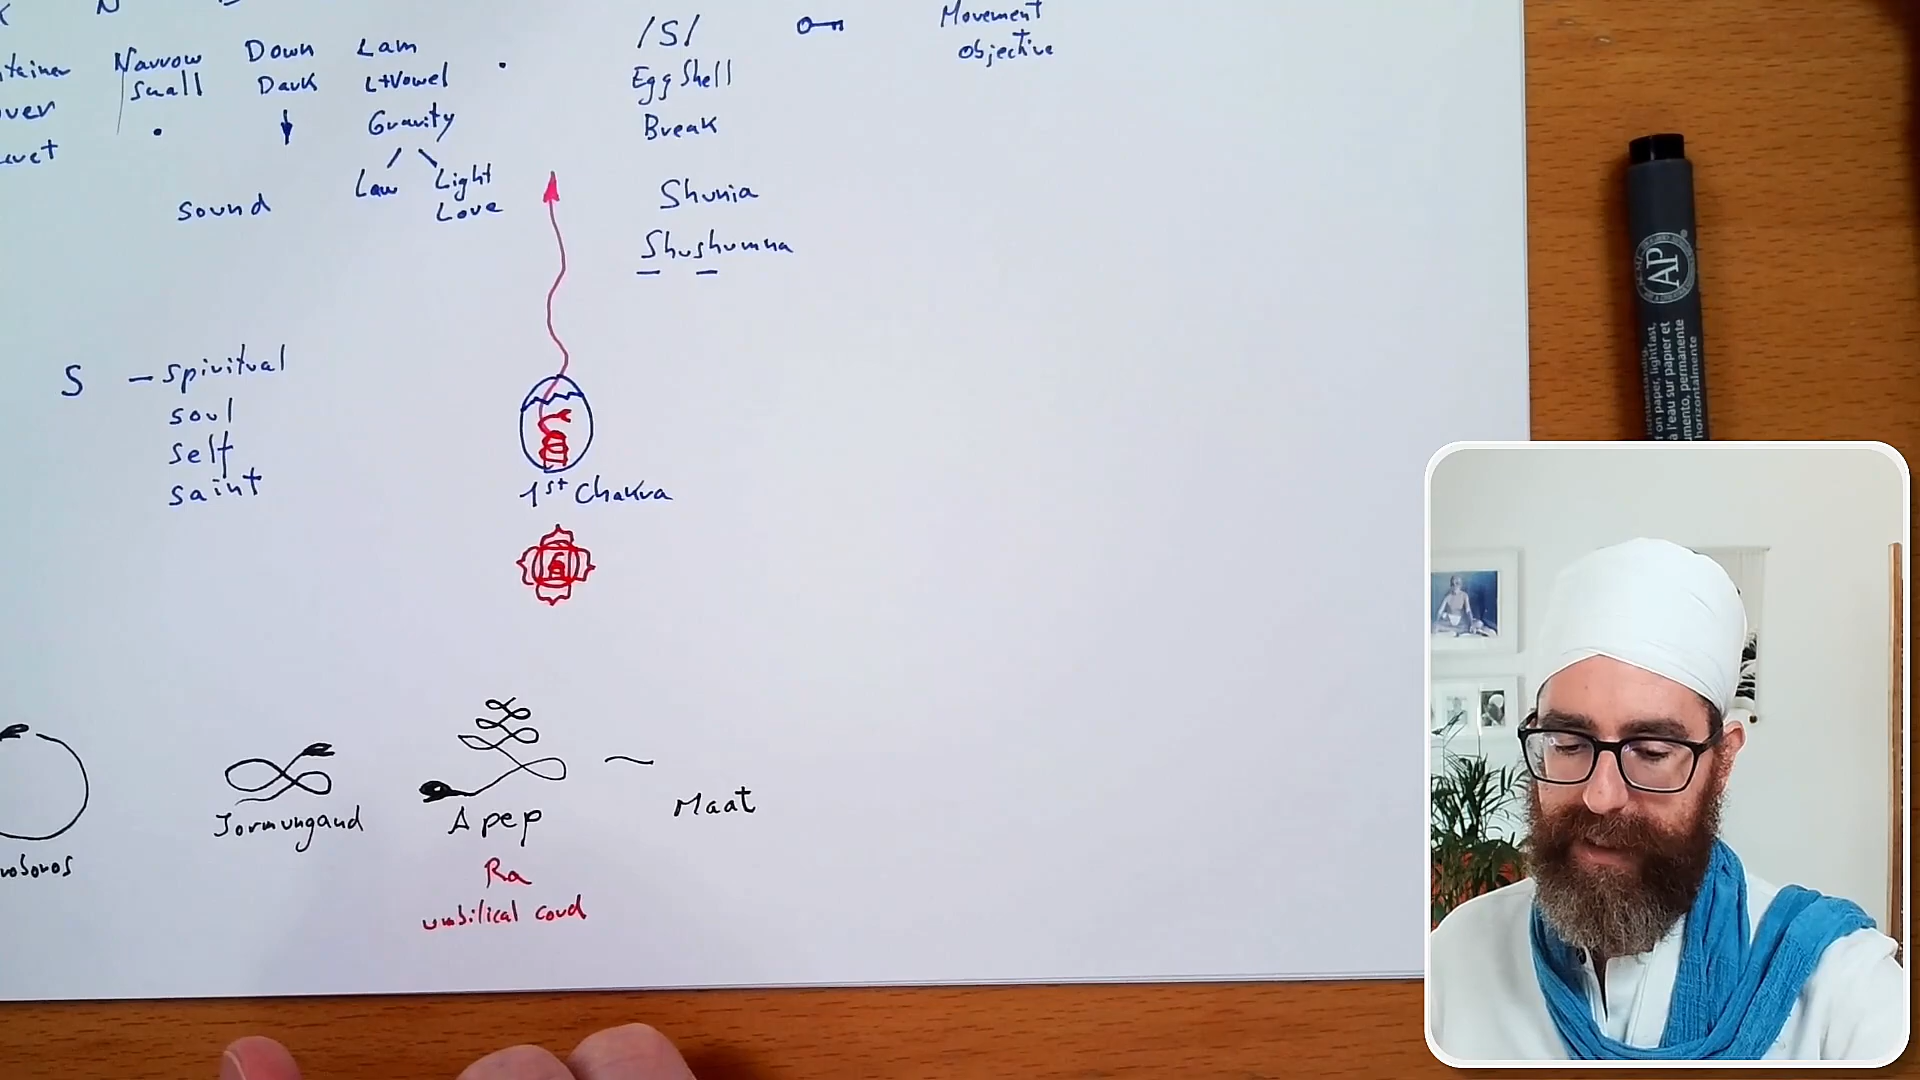 N
Narrow
small
Down
Dark
Lam
L+Vowel
Gravity
Law
Light
Love
sound
/S/
Egg Shell
Break
Shunia
Shushumna
Movement
+
objective
S – spiritual
soul
self
saint
1st Chakra
Jormungand
Apep
Ra
umbilical cord
Maat
AP